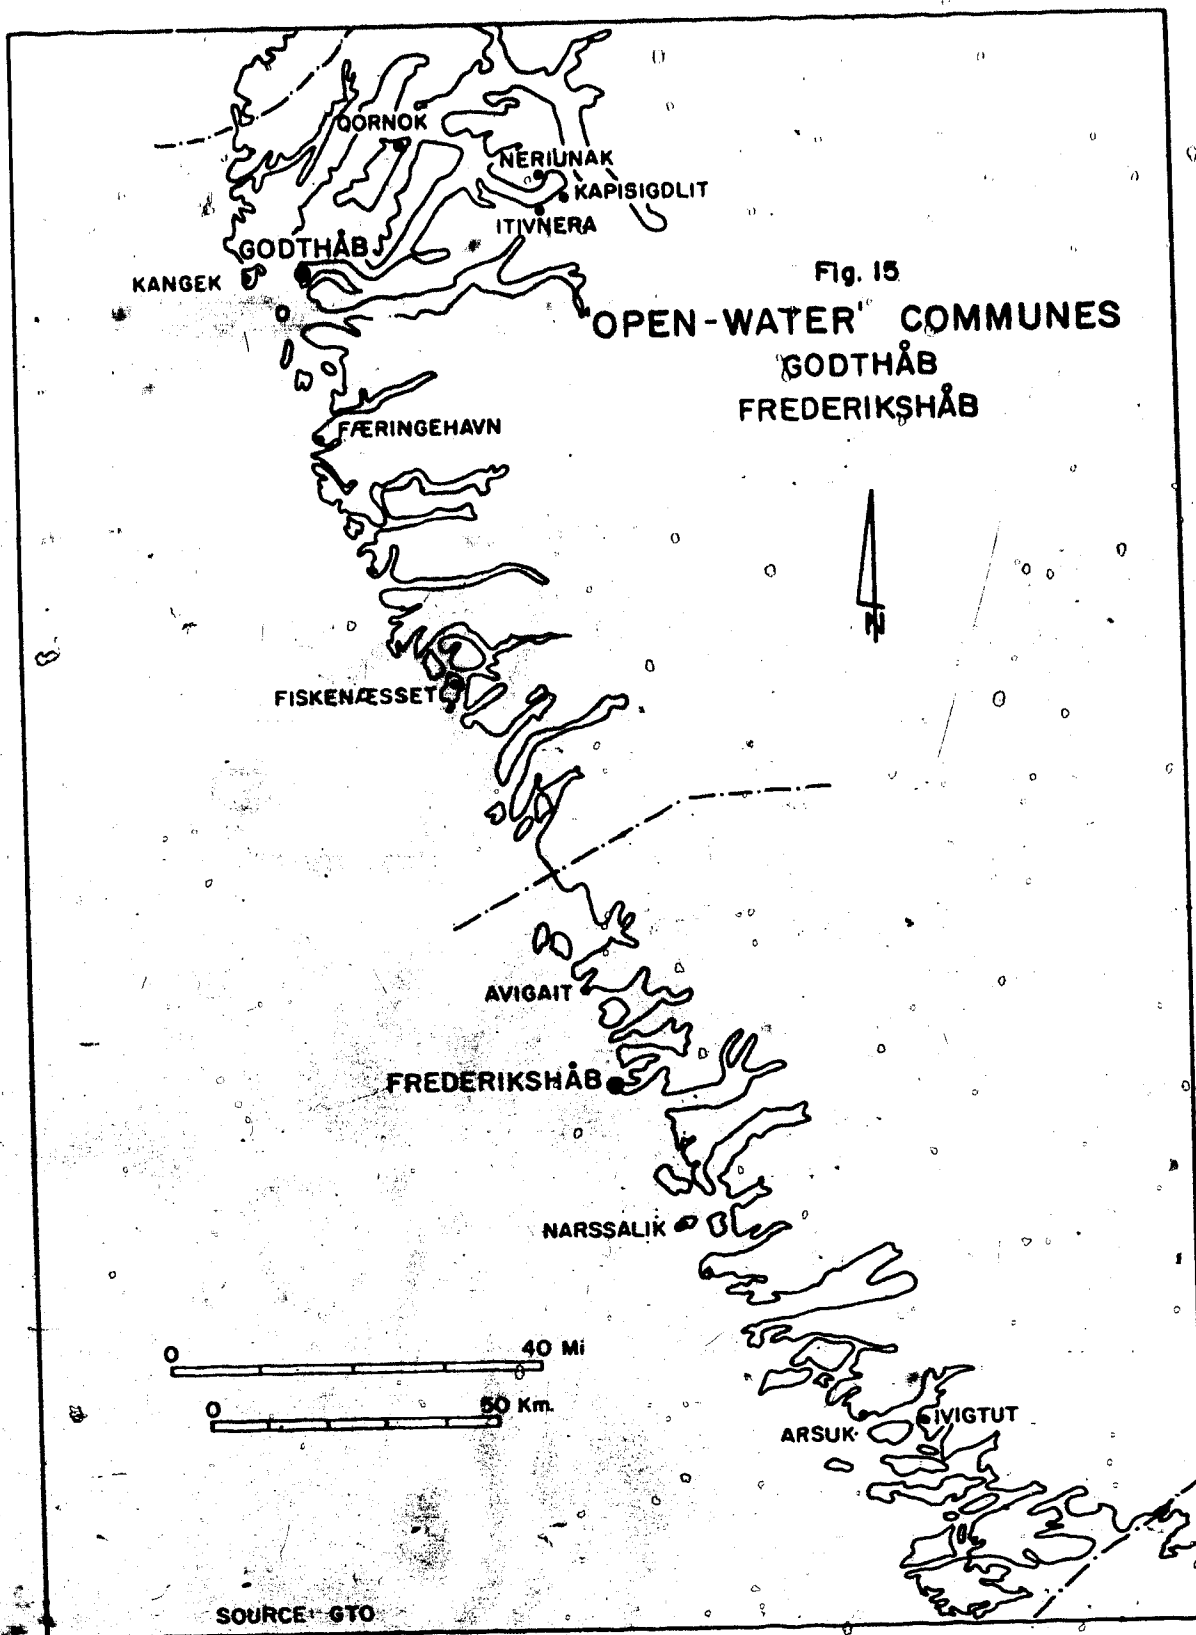 QORNOK
NERIUNAK
KAPISIGDLIT
ITIVNERA
GODTHÅB
KANGEK
Fig. 15
'OPEN-WATER' COMMUNES
GODTHÅB
FREDERIKSHÅB
FÆRINGEHAVN
N
FISKENÆSSET
AVIGAIT
FREDERIKSHÅB
NARSSALIK
0 40 Mi
0 50 Km.
IVIGTUT
ARSUK
SOURCE: GTO